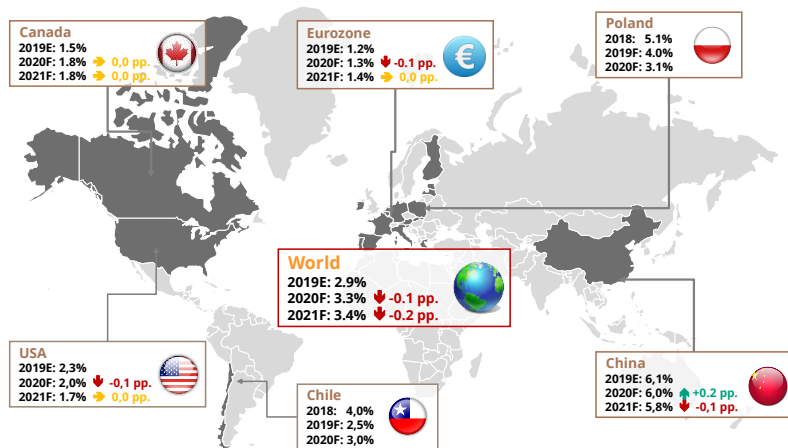 Canada
2019E: 1.5%
2020F: 1.8% 0,0 pp.
2021F: 1.8% 0,0 pp.
Eurozone
2019E: 1.2%
2020F: 1.3% -0.1 pp.
2021F: 1.4% 0,0 pp.
€
Poland
2018: 5.1%
2019F: 4.0%
2020F: 3.1%
World
2019E: 2.9%
2020F: 3.3% -0.1 pp.
2021F: 3.4% -0.2 pp.
USA
2019E: 2,3%
2020F: 2,0% -0,1 pp.
2021F: 1.7% 0,0 pp.
Chile
2018: 4,0%
2019F: 2,5%
2020F: 3,0%
China
2019E: 6,1%
2020F: 6,0% +0.2 pp.
2021F: 5,8% -0,1 pp.